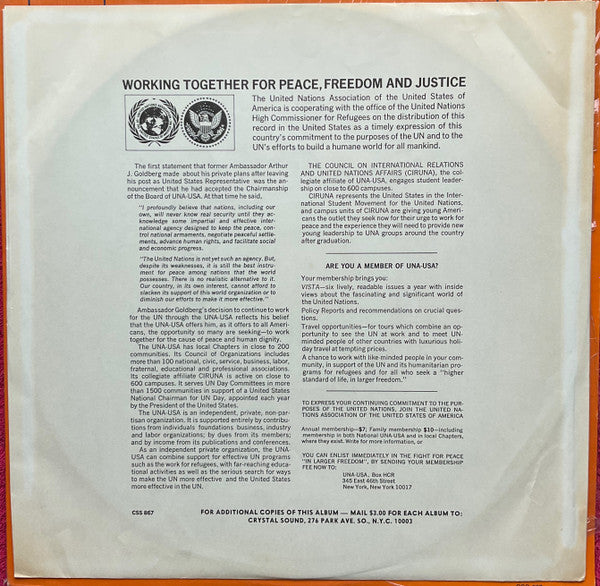 WORKING TOGETHER FOR PEACE, FREEDOM AND JUSTICE
The United Nations Association of the United States of
America is cooperating with the office of the United Nations
High Commissioner for Refugees on the distribution of this
record in the United States as a timely expression of this
country's commitment to the purposes of the UN and to the
UN's efforts to build a humane world for all mankind.
The first statement that former Ambassador Arthur
J. Goldberg made about his private plans after leaving
his post as United States Representative was the an-
nouncement that he had accepted the Chairmanship
of the Board of UNA-USA. At that time he said,
"I profoundly believe that nations, including our
own, will never know real security until they ac-
knowledge some impartial and effective inter-
national agency designed to keep the peace, con-
trol national armaments, negotiate peaceful settle-
ments, advance human rights, and facilitate social
and economic progress.
"The United Nations is not yet such an agency. But,
despite its weaknesses, it is still the best instru-
ment for peace among nations that the world
possesses. There is no realistic alternative to it.
Our country, in its own interest, cannot afford to
slacken its support of this world organization or to
diminish our efforts to make it more effective."
Ambassador Goldberg's decision to continue to work
for the UN through the UNA-USA reflects his belief
that the UNA-USA offers him, as it offers to all Ameri-
cans, the opportunity so many are seeking—to work
together for the cause of peace and human dignity.
The UNA-USA has local Chapters in close to 200
communities. Its Council of Organizations includes
more than 100 national, civic, service, business, labor,
fraternal, educational and professional associations.
Its collegiate affiliate CIRUNA is active on close to
600 campuses. It serves UN Day Committees in more
than 1500 communities in support of a United States
National Chairman for UN Day, appointed each year
by the President of the United States.
The UNA-USA is an independent, private, non-par-
tisan organization. It is supported entirely by contribu-
tions from individuals foundations business, industry
and labor organizations; by dues from its members;
and by income from its publications and conferences.
As an independent private organization, the UNA-
USA can combine support for effective UN programs
such as the work for refugees, with far-reaching educa-
tional activities as well as the serious search for ways
to make the UN more effective and the United States
more effective in the UN.
THE COUNCIL ON INTERNATIONAL RELATIONS
AND UNITED NATIONS AFFAIRS (CIRUNA), the col-
legiate affiliate of UNA-USA, engages student leader-
ship on close to 600 campuses.
CIRUNA represents the United States in the Inter-
national Student Movement for the United Nations,
and campus units of CIRUNA are giving young Ameri-
cans the outlet they seek now for their urge to work for
peace and the experience they will need to provide new
young leadership to UNA groups around the country
after graduation.
ARE YOU A MEMBER OF UNA-USA?
Your membership brings you:
VISTA—six lively, readable issues a year with inside
views about the fascinating and significant world of
the United Nations.
Policy Reports and recommendations on crucial ques-
tions.
Travel opportunities—for tours which combine an op-
portunity to see the UN at work and to meet UN-
minded people of other countries with luxurious holi-
day travel at tempting prices.
A chance to work with like-minded people in your com-
munity, in support of the UN and its humanitarian pro-
grams for refugees and for all who seek a "higher
standard of life, in larger freedom."
TO EXPRESS YOUR CONTINUING COMMITMENT TO THE PUR-
POSES OF THE UNITED NATIONS, JOIN THE UNITED NA-
TIONS ASSOCIATION OF THE UNITED STATES OF AMERICA
Annual membership—$7; Family membership $10—including
membership in both National UNA-USA and in local Chapters,
where they exist. Write for more information, or
YOU CAN ENLIST IMMEDIATELY IN THE FIGHT FOR PEACE
"IN LARGER FREEDOM", BY SENDING YOUR MEMBERSHIP
FEE NOW TO:
UNA-USA, Box HCR
345 East 46th Street
New York, New York 10017
CSS 667
FOR ADDITIONAL COPIES OF THIS ALBUM — MAIL $3.00 FOR EACH ALBUM TO:
CRYSTAL SOUND, 276 PARK AVE. SO., N.Y.C. 10003